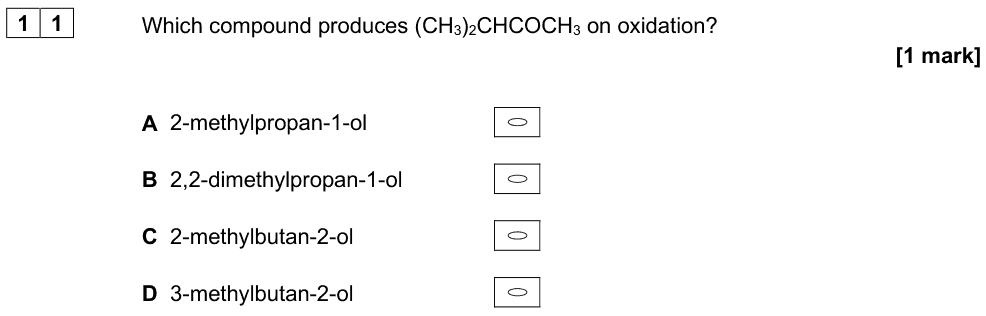 1 1 Which compound produces (CH₃)₂CHCOCH₃ on oxidation?
[1 mark]
A 2-methylpropan-1-ol
B 2,2-dimethylpropan-1-ol
C 2-methylbutan-2-ol
D 3-methylbutan-2-ol